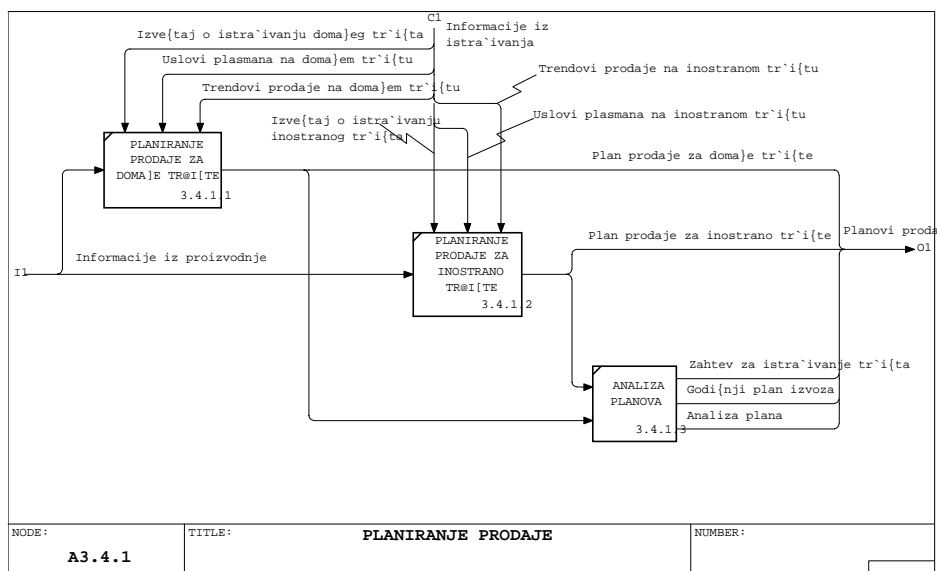 C1
Informacije iz
istra`ivanja
Izve{taj o istra`ivanju doma}eg tr`i{ta
Uslovi plasmana na doma}em tr`i{tu
Trendovi prodaje na doma}em tr`i{tu
Trendovi prodaje na inostranom tr`i{tu
Izve{taj o istra`ivanju
inostranog tr`i{ta
Uslovi plasmana na inostranom tr`i{tu
PLANIRANJE
PRODAJE ZA
DOMA]E TR@I[TE
3.4.1.1
Plan prodaje za doma}e tr`i{te
Plan prodaje za inostrano tr`i{te
Planovi proda
O1
I1
Informacije iz proizvodnje
PLANIRANJE
PRODAJE ZA
INOSTRANO
TR@I[TE
3.4.1.2
Zahtev za istra`ivanje tr`i{ta
ANALIZA
PLANOVA
3.4.1.3
Godi{nji plan izvoza
Analiza plana
NODE:
A3.4.1
TITLE:
PLANIRANJE PRODAJE
NUMBER: